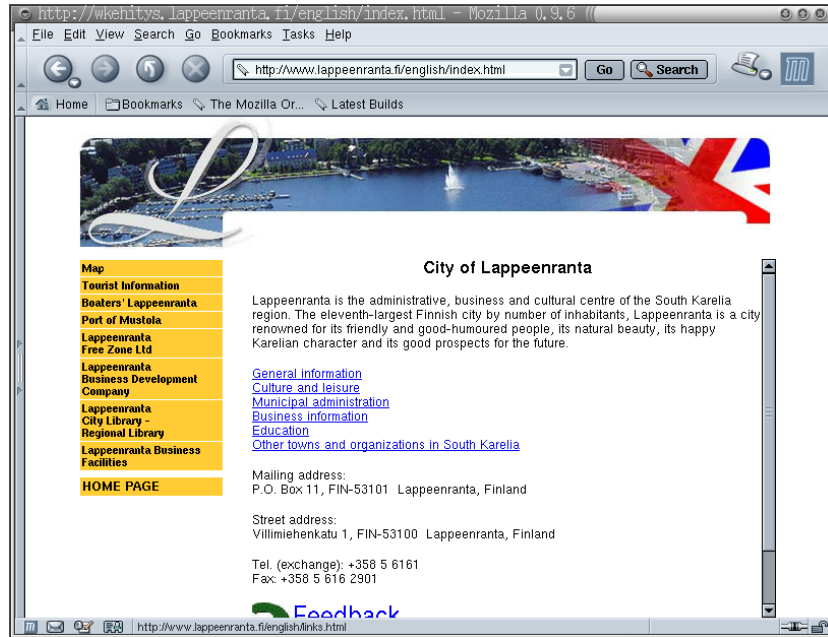 http://wkehitys.lappeenranta.fi/english/index.html - Mozilla 0.9.6
File Edit View Search Go Bookmarks Tasks Help
http://www.lappeenranta.fi/english/index.html Go Search
Home Bookmarks The Mozilla Or... Latest Builds
L
Map
Tourist Information
Boaters' Lappeenranta
Port of Mustola
Lappeenranta
Free Zone Ltd
Lappeenranta
Business Development
Company
Lappeenranta
City Library -
Regional Library
Lappeenranta Business
Facilities
HOME PAGE
City of Lappeenranta
Lappeenranta is the administrative, business and cultural centre of the South Karelia
region. The eleventh-largest Finnish city by number of inhabitants, Lappeenranta is a city
renowned for its friendly and good-humoured people, its natural beauty, its happy
Karelian character and its good prospects for the future.
General information
Culture and leisure
Municipal administration
Business information
Education
Other towns and organizations in South Karelia
Mailing address:
P.O. Box 11, FIN-53101 Lappeenranta, Finland
Street address:
Villimiehenkatu 1, FIN-53100 Lappeenranta, Finland
Tel. (exchange): +358 5 6161
Fax: +358 5 616 2901
Feedback
http://www.lappeenranta.fi/english/links.html